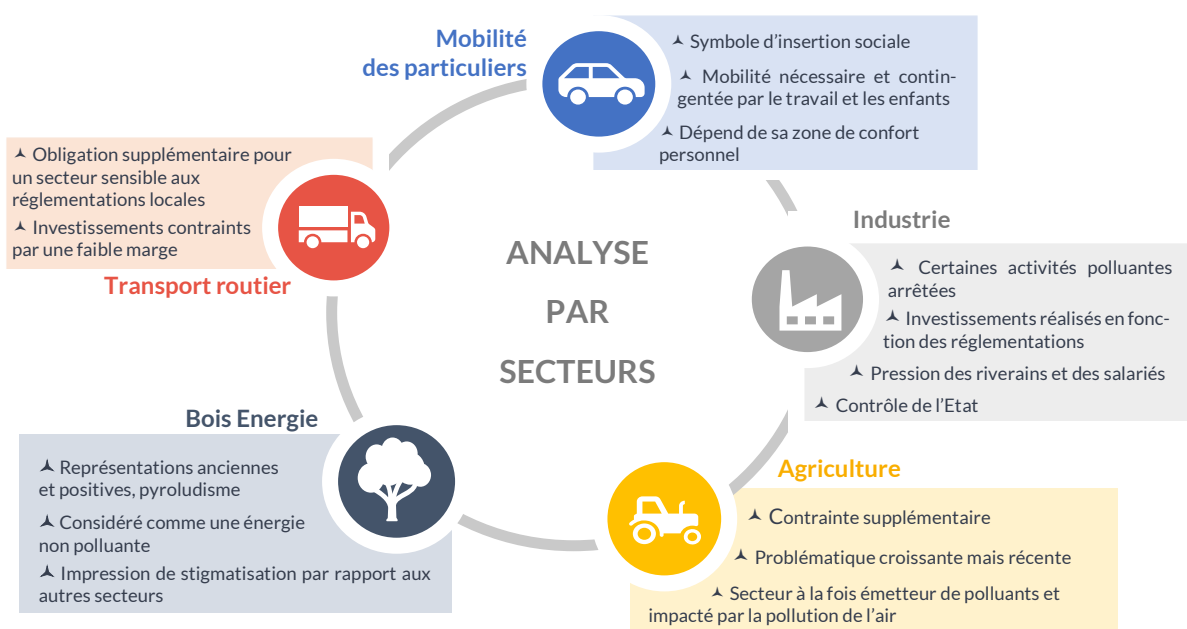 Mobilité
des particuliers
Symbole d'insertion sociale
Mobilité nécessaire et contin-
gentée par le travail et les enfants
Dépend de sa zone de confort
personnel
Obligation supplémentaire pour
un secteur sensible aux
réglementations locales
Investissements contraints
par une faible marge
Transport routier
ANALYSE
PAR
SECTEURS
Industrie
Certaines activités polluantes
arrêtées
Investissements réalisés en fonc-
tion des réglementations
Pression des riverains et des salariés
Contrôle de l'Etat
Bois Energie
Représentations anciennes
et positives, pyroludisme
Considéré comme une énergie
non polluante
Impression de stigmatisation par rapport aux
autres secteurs
Agriculture
Contrainte supplémentaire
Problématique croissante mais récente
Secteur à la fois émetteur de polluants et
impacté par la pollution de l'air